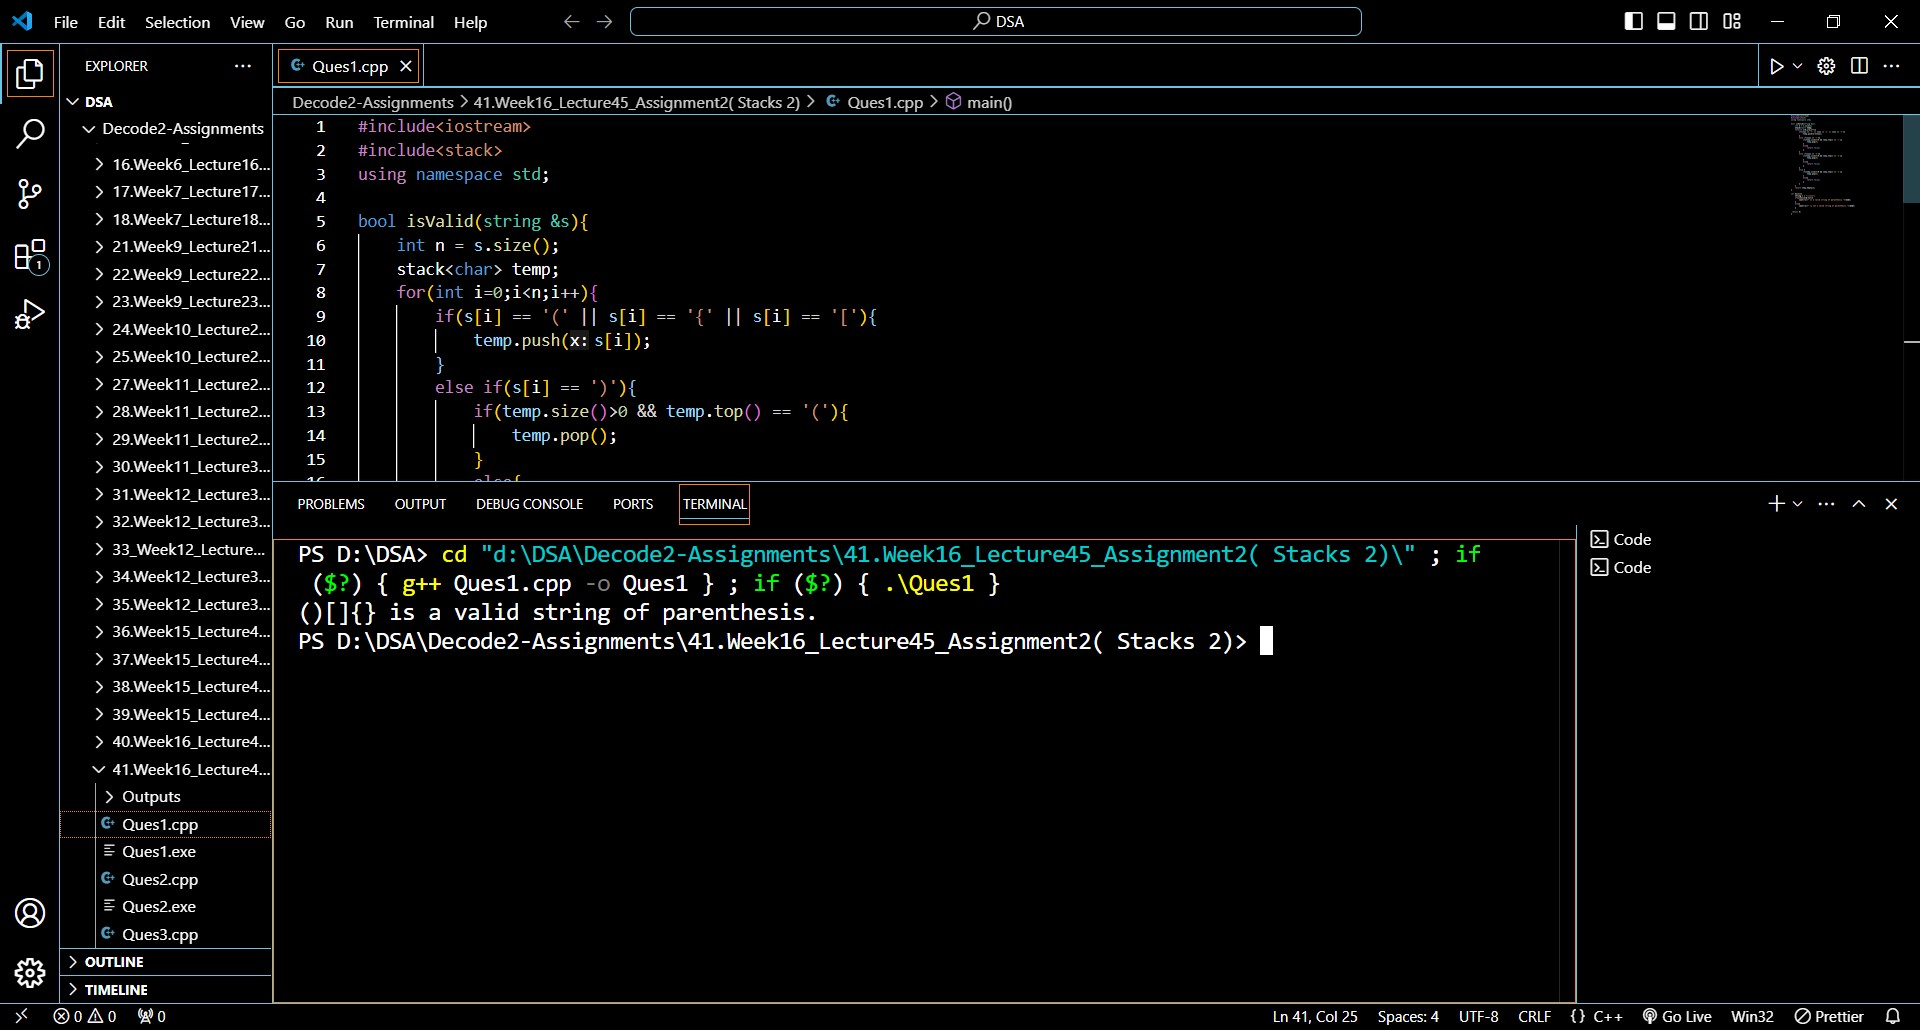 File Edit Selection View Go Run Terminal Help
DSA
EXPLORER
Ques1.cpp
DSA
Decode2-Assignments
16.Week6_Lecture16...
17.Week7_Lecture17...
18.Week7_Lecture18...
21.Week9_Lecture21...
22.Week9_Lecture22...
23.Week9_Lecture23...
24.Week10_Lecture2...
25.Week10_Lecture2...
27.Week11_Lecture2...
28.Week11_Lecture2...
29.Week11_Lecture2...
30.Week11_Lecture3...
31.Week12_Lecture3...
32.Week12_Lecture3...
33_Week12_Lecture...
34.Week12_Lecture3...
35.Week12_Lecture3...
36.Week15_Lecture4...
37.Week15_Lecture4...
38.Week15_Lecture4...
39.Week15_Lecture4...
40.Week16_Lecture4...
41.Week16_Lecture4...
Outputs
Ques1.cpp
Ques1.exe
Ques2.cpp
Ques2.exe
Ques3.cpp
OUTLINE
TIMELINE
1
Decode2-Assignments > 41.Week16_Lecture45_Assignment2( Stacks 2) > Ques1.cpp > main()
1 #include<iostream>
2 #include<stack>
3 using namespace std;
4
5 bool isValid(string &s){
6 int n = s.size();
7 stack<char> temp;
8 for(int i=0;i<n;i++){
9 if(s[i] == '(' || s[i] == '{' || s[i] == '['){
10 temp.push(x: s[i]);
11 }
12 else if(s[i] == ')'){
13 if(temp.size()>0 && temp.top() == '('){
14 temp.pop();
15 }
16 else{
PROBLEMS OUTPUT DEBUG CONSOLE PORTS TERMINAL
PS D:\DSA> cd "d:\DSA\Decode2-Assignments\41.Week16_Lecture45_Assignment2( Stacks 2)\" ; if
($?) { g++ Ques1.cpp -o Ques1 } ; if ($?) { .\Ques1 }
()[]{} is a valid string of parenthesis.
PS D:\DSA\Decode2-Assignments\41.Week16_Lecture45_Assignment2( Stacks 2)>
Code
Code
0 0 0
Ln 41, Col 25 Spaces: 4 UTF-8 CRLF {} C++ Go Live Win32 Prettier